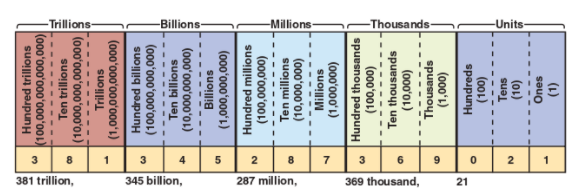 Trillions Billions Millions Thousands Units
Hundred trillions
(100,000,000,000,000)
Ten trillions
(10,000,000,000,000)
Trillions
(1,000,000,000,000)
Hundred billions
(100,000,000,000)
Ten billions
(10,000,000,000)
Billions
(1,000,000,000)
Hundred millions
(100,000,000)
Ten millions
(10,000,000)
Millions
(1,000,000)
Hundred thousands
(100,000)
Ten thousands
(10,000)
Thousands
(1,000)
Hundreds
(100)
Tens
(10)
Ones
(1)
3 8 1 3 4 5 2 8 7 3 6 9 0 2 1
381 trillion, 345 billion, 287 million, 369 thousand, 21